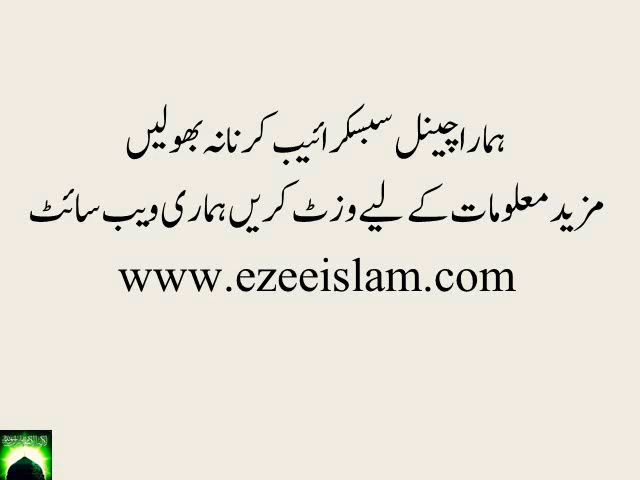 ہمارا چینل سبسکرائیب کرنا نہ بھولیں
مزید معلومات کے لیے وزٹ کریں ہماری ویب سائٹ
www.ezeeislam.com